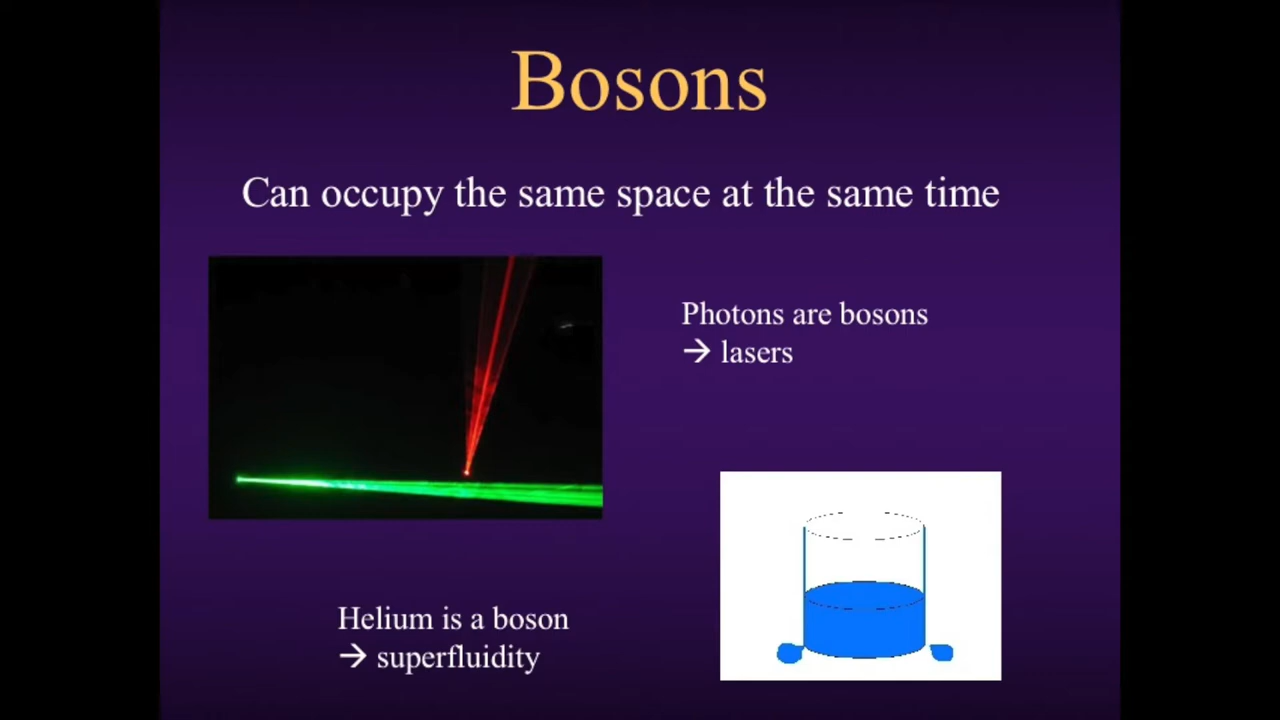 Bosons
Can occupy the same space at the same time
Photons are bosons
→ lasers
Helium is a boson
→ superfluidity